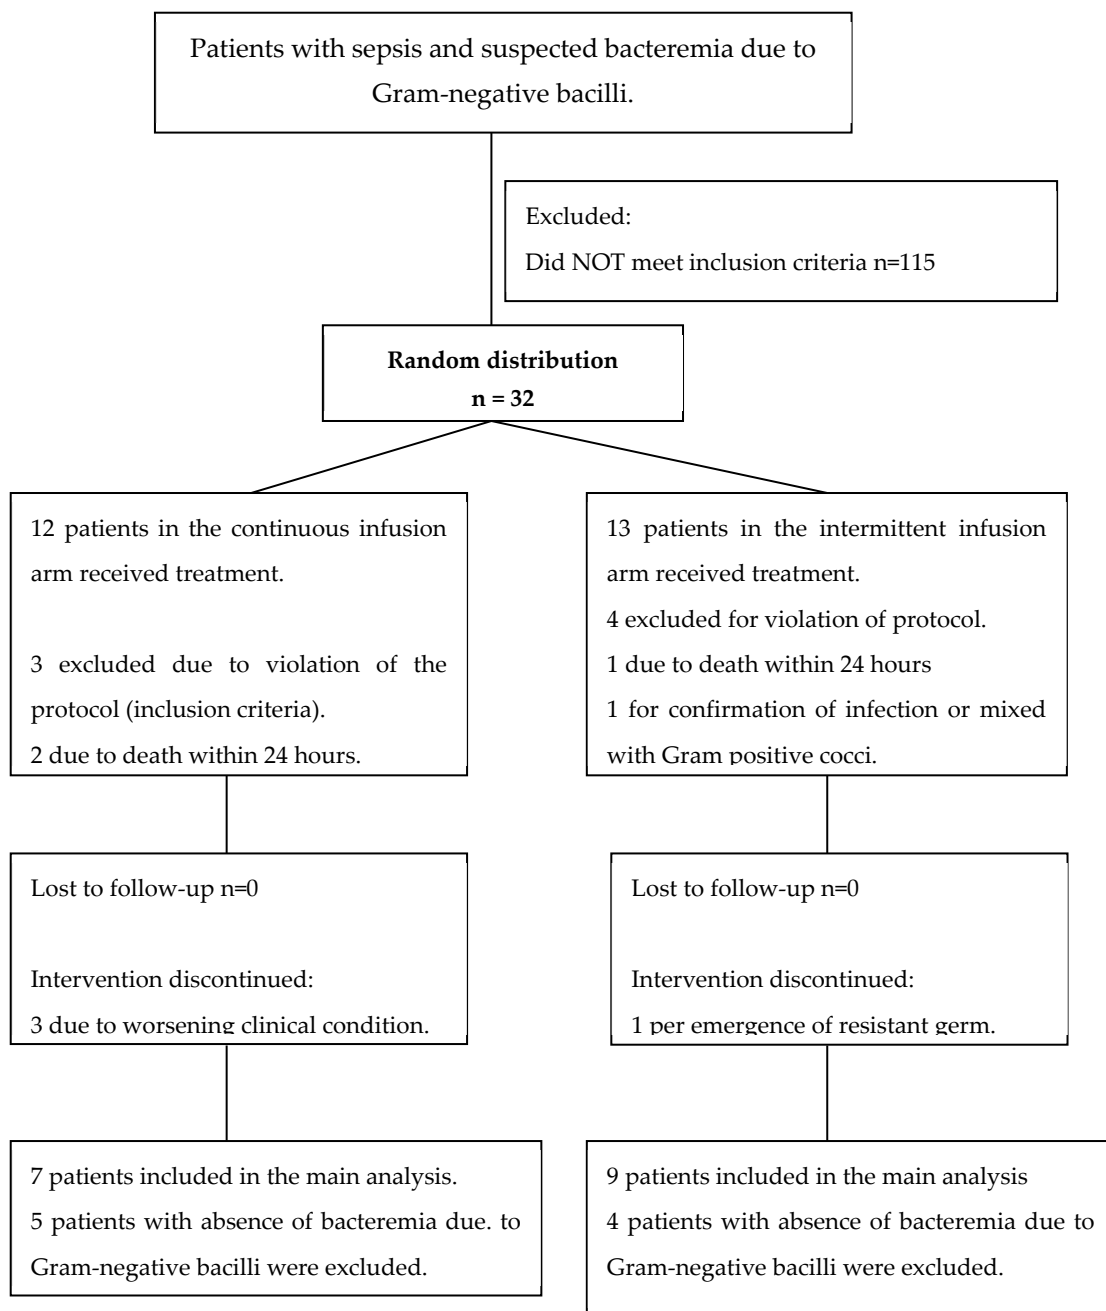 Patients with sepsis and suspected bacteremia due to
Gram-negative bacilli.
Excluded:
Did NOT meet inclusion criteria n=115
Random distribution
n = 32
12 patients in the continuous infusion
arm received treatment.
3 excluded due to violation of the
protocol (inclusion criteria).
2 due to death within 24 hours.
13 patients in the intermittent infusion
arm received treatment.
4 excluded for violation of protocol.
1 due to death within 24 hours
1 for confirmation of infection or mixed
with Gram positive cocci.
Lost to follow-up n=0
Intervention discontinued:
3 due to worsening clinical condition.
Lost to follow-up n=0
Intervention discontinued:
1 per emergence of resistant germ.
7 patients included in the main analysis.
5 patients with absence of bacteremia due. to
Gram-negative bacilli were excluded.
9 patients included in the main analysis
4 patients with absence of bacteremia due to
Gram-negative bacilli were excluded.